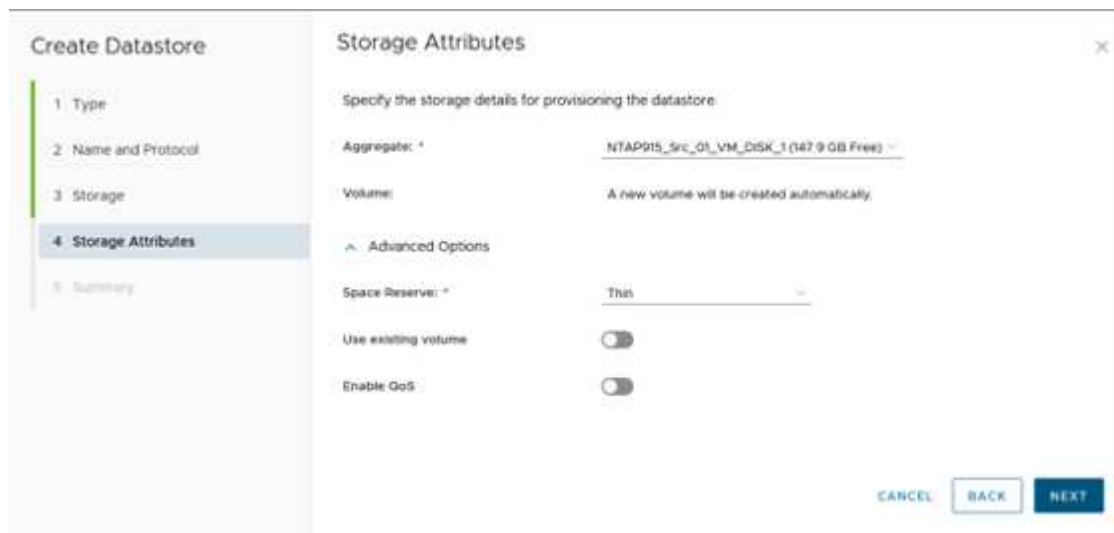 Create Datastore
1 Type
2 Name and Protocol
3 Storage
4 Storage Attributes
5 Summary
Storage Attributes
Specify the storage details for provisioning the datastore.
Aggregate: * NTAP915_Src_01_VM_DISK_1 (147.9 GB Free)
Volume: A new volume will be created automatically.
Advanced Options
Space Reserve: * Thin
Use existing volume
Enable QoS
CANCEL BACK NEXT